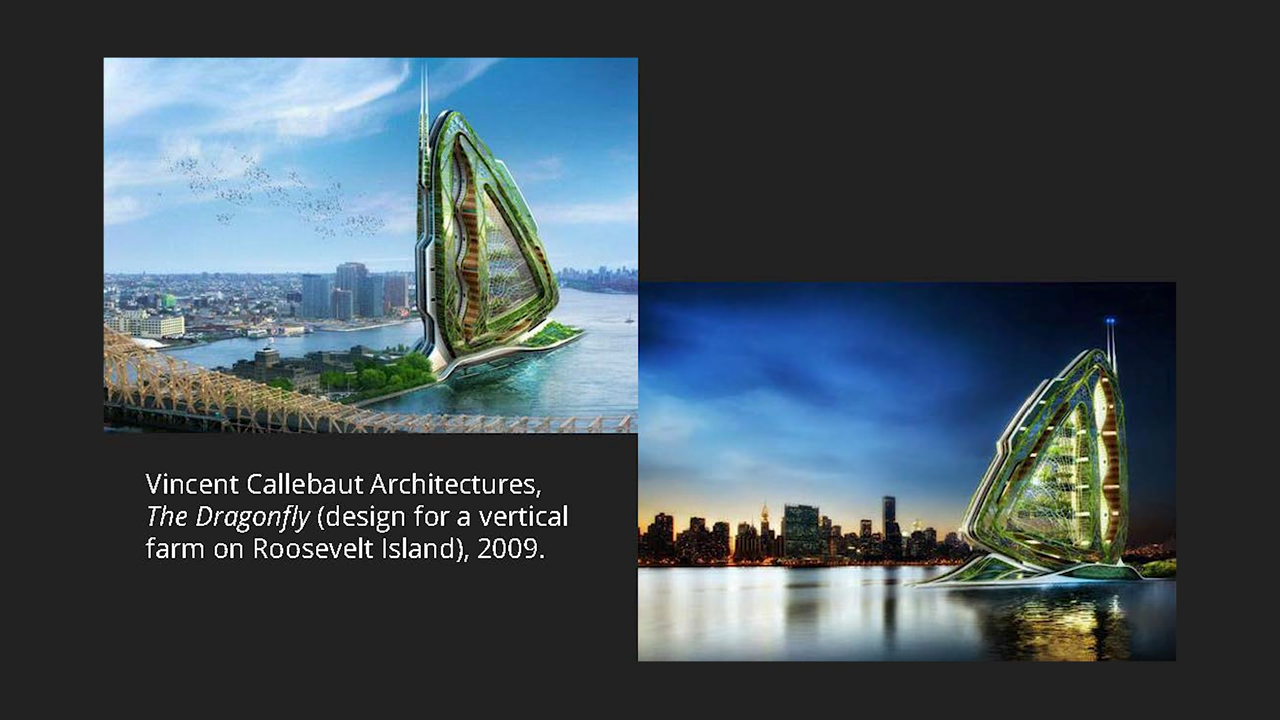 Vincent Callebaut Architectures,
The Dragonfly (design for a vertical
farm on Roosevelt Island), 2009.